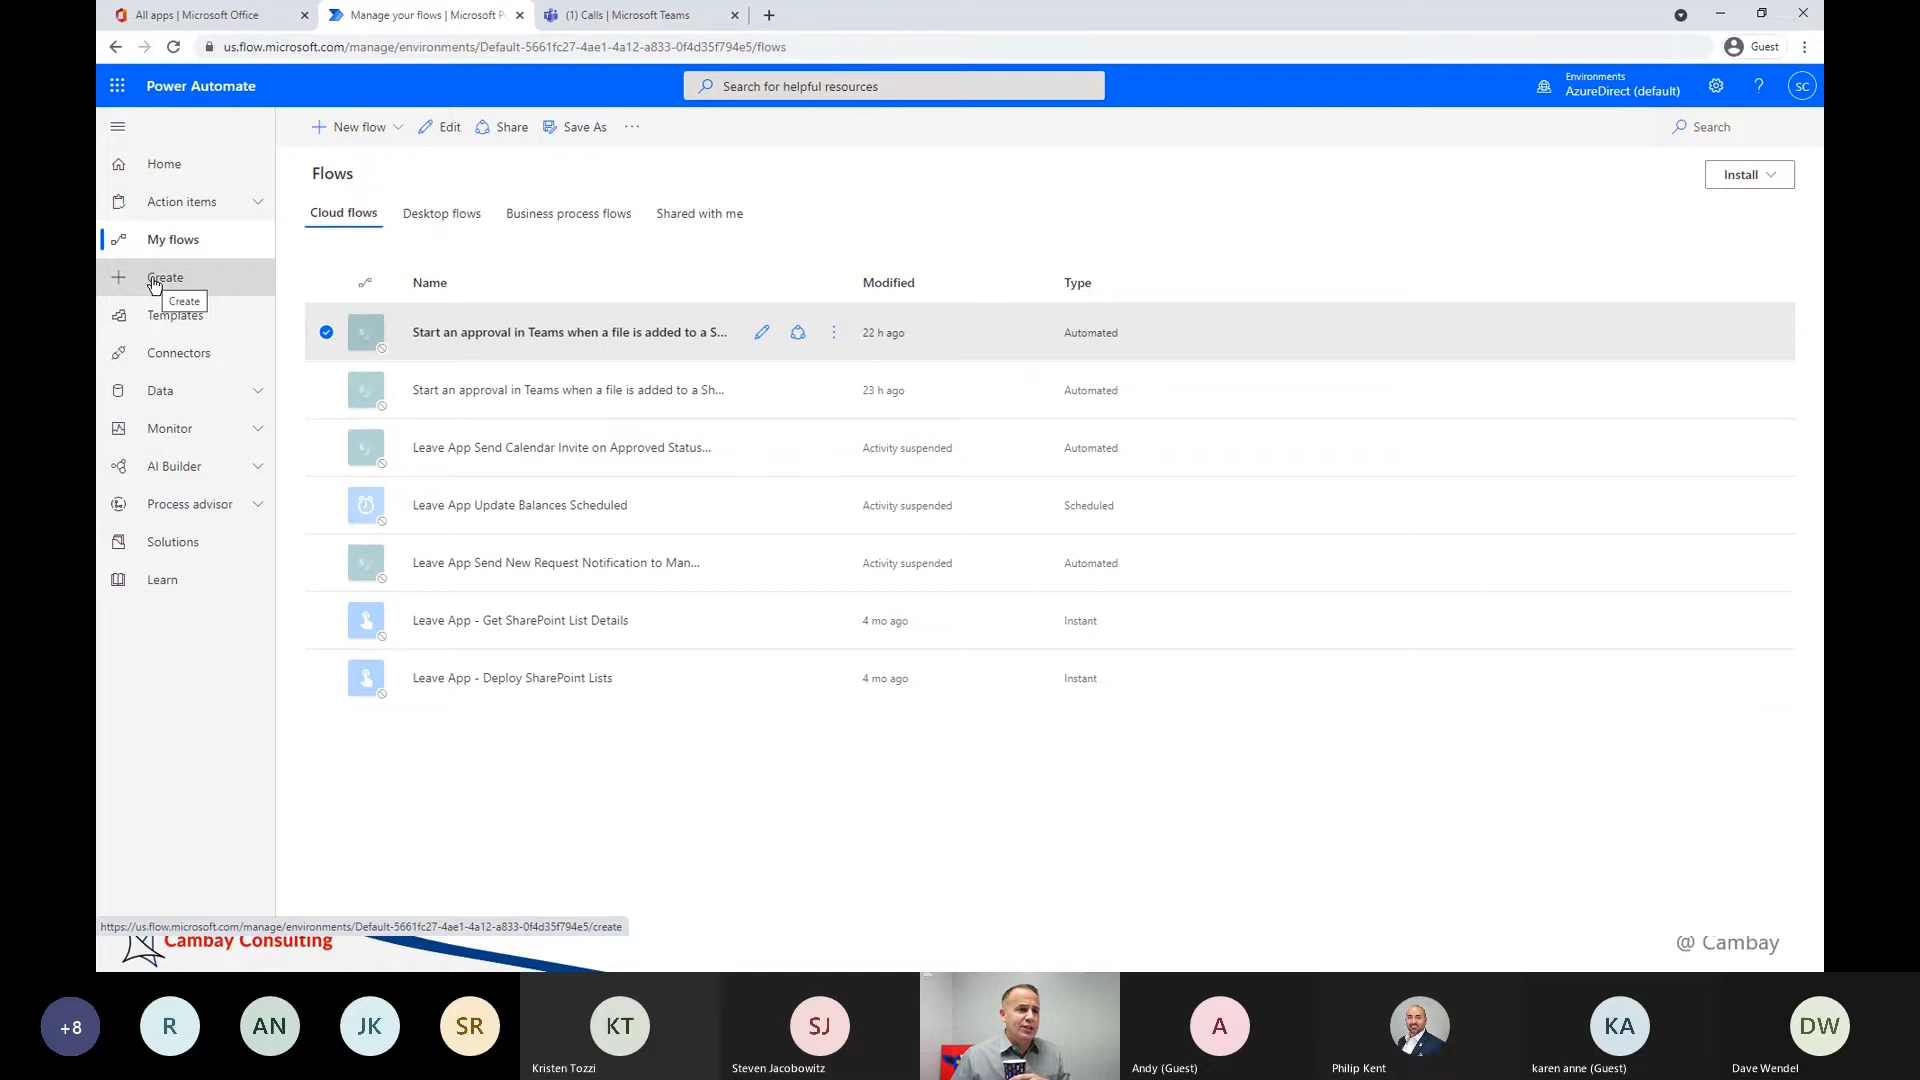 All apps | Microsoft Office
Manage your flows | Microsoft P
(1) Calls | Microsoft Teams
us.flow.microsoft.com/manage/environments/Default-5661fc27-4ae1-4a12-a833-0f4d35f794e5/flows
Guest
Power Automate
Search for helpful resources
Environments
AzureDirect (default)
?
SC
New flow
Edit
Share
Save As
Search
Home
Action items
My flows
Create
Create
Templates
Connectors
Data
Monitor
AI Builder
Process advisor
Solutions
Learn
Flows
Install
Cloud flows
Desktop flows
Business process flows
Shared with me
Name
Modified
Type
Start an approval in Teams when a file is added to a S...
22 h ago
Automated
Start an approval in Teams when a file is added to a Sh...
23 h ago
Automated
Leave App Send Calendar Invite on Approved Status...
Activity suspended
Automated
Leave App Update Balances Scheduled
Activity suspended
Scheduled
Leave App Send New Request Notification to Man...
Activity suspended
Automated
Leave App - Get SharePoint List Details
4 mo ago
Instant
Leave App - Deploy SharePoint Lists
4 mo ago
Instant
https://us.flow.microsoft.com/manage/environments/Default-5661fc27-4ae1-4a12-a833-0f4d35f794e5/create
Cambay Consulting
@ Cambay
+8
R
AN
JK
SR
KT
Kristen Tozzi
SJ
Steven Jacobowitz
A
Andy (Guest)
Philip Kent
KA
karen anne (Guest)
DW
Dave Wendel